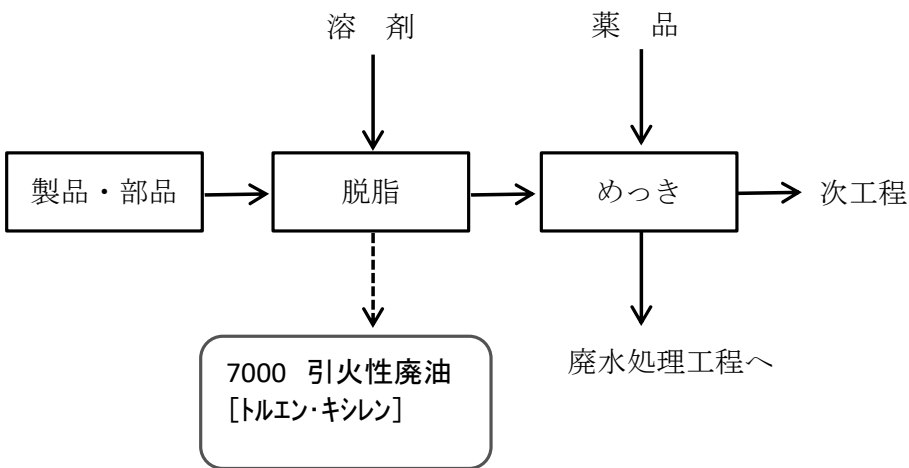 溶 剤
薬 品
製品・部品
脱脂
めっき
次工程
7000 引火性廃油
[トルエン・キシレン]
廃水処理工程へ